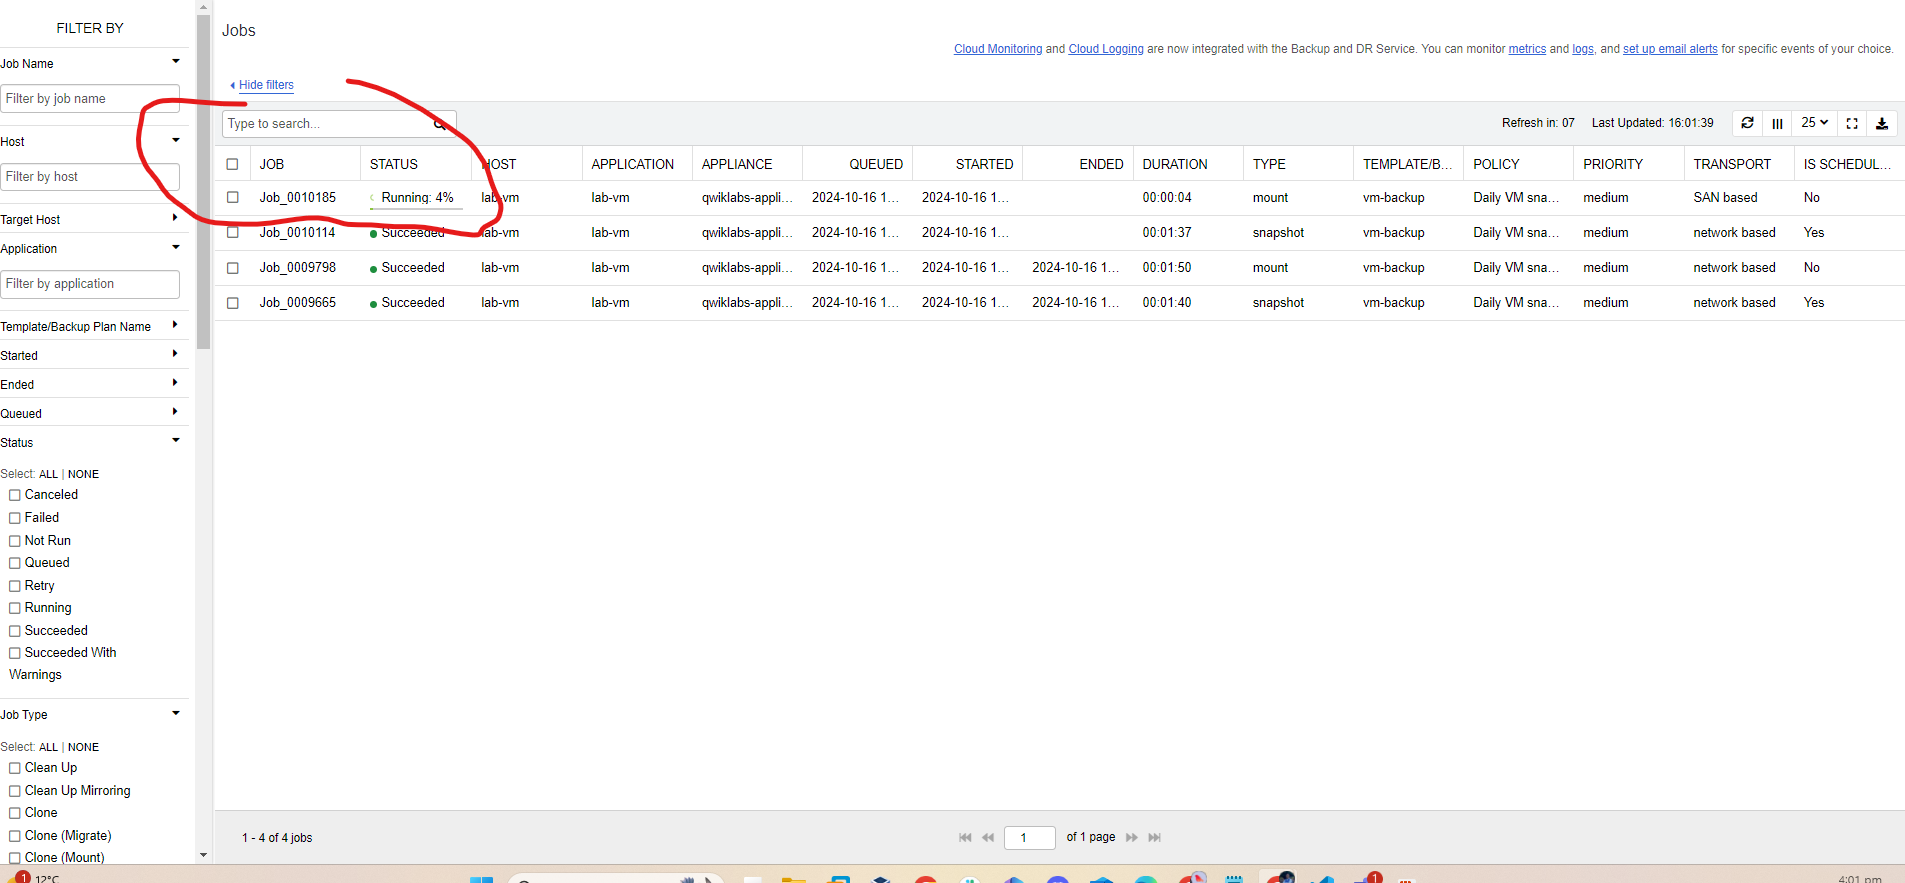 FILTER BY
Job Name
Filter by job name
Host
Filter by host
Target Host
Application
Filter by application
Template/Backup Plan Name
Started
Ended
Queued
Status
Select: ALL | NONE
Canceled
Failed
Not Run
Queued
Retry
Running
Succeeded
Succeeded With
Warnings
Job Type
Select: ALL | NONE
Clean Up
Clean Up Mirroring
Clone
Clone (Migrate)
Clone (Mount)
Jobs
Cloud Monitoring and Cloud Logging are now integrated with the Backup and DR Service. You can monitor metrics and logs, and set up email alerts for specific events of your choice.
Hide filters
Type to search... Refresh in: 07 Last Updated: 16:01:39 25
JOB STATUS HOST APPLICATION APPLIANCE QUEUED STARTED ENDED DURATION TYPE TEMPLATE/B... POLICY PRIORITY TRANSPORT IS SCHEDUL...
Job_0010185 Running: 4% lab-vm lab-vm qwiklabs-appli... 2024-10-16 1... 2024-10-16 1... 00:00:04 mount vm-backup Daily VM sna... medium SAN based No
Job_0010114 Succeeded lab-vm lab-vm qwiklabs-appli... 2024-10-16 1... 2024-10-16 1... 00:01:37 snapshot vm-backup Daily VM sna... medium network based Yes
Job_0009798 Succeeded lab-vm lab-vm qwiklabs-appli... 2024-10-16 1... 2024-10-16 1... 2024-10-16 1... 00:01:50 mount vm-backup Daily VM sna... medium network based No
Job_0009665 Succeeded lab-vm lab-vm qwiklabs-appli... 2024-10-16 1... 2024-10-16 1... 2024-10-16 1... 00:01:40 snapshot vm-backup Daily VM sna... medium network based Yes
1 - 4 of 4 jobs 1 of 1 page
1 12°C 1 4:01 pm